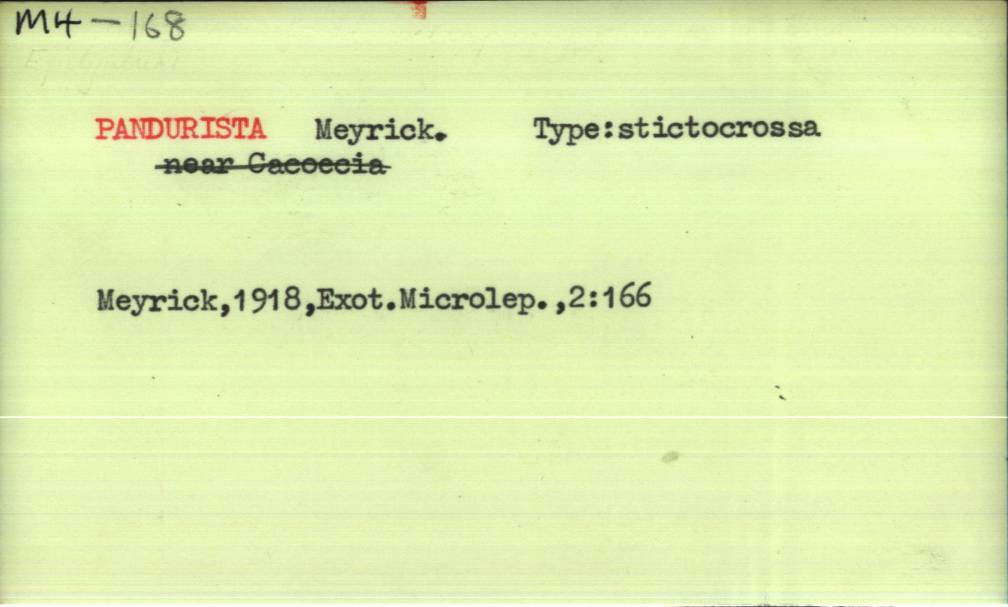 M4-168
PANDURISTA Meyrick. Type:stictocrossa
near Cacoecia
Meyrick,1918,Exot.Microlep.,2:166